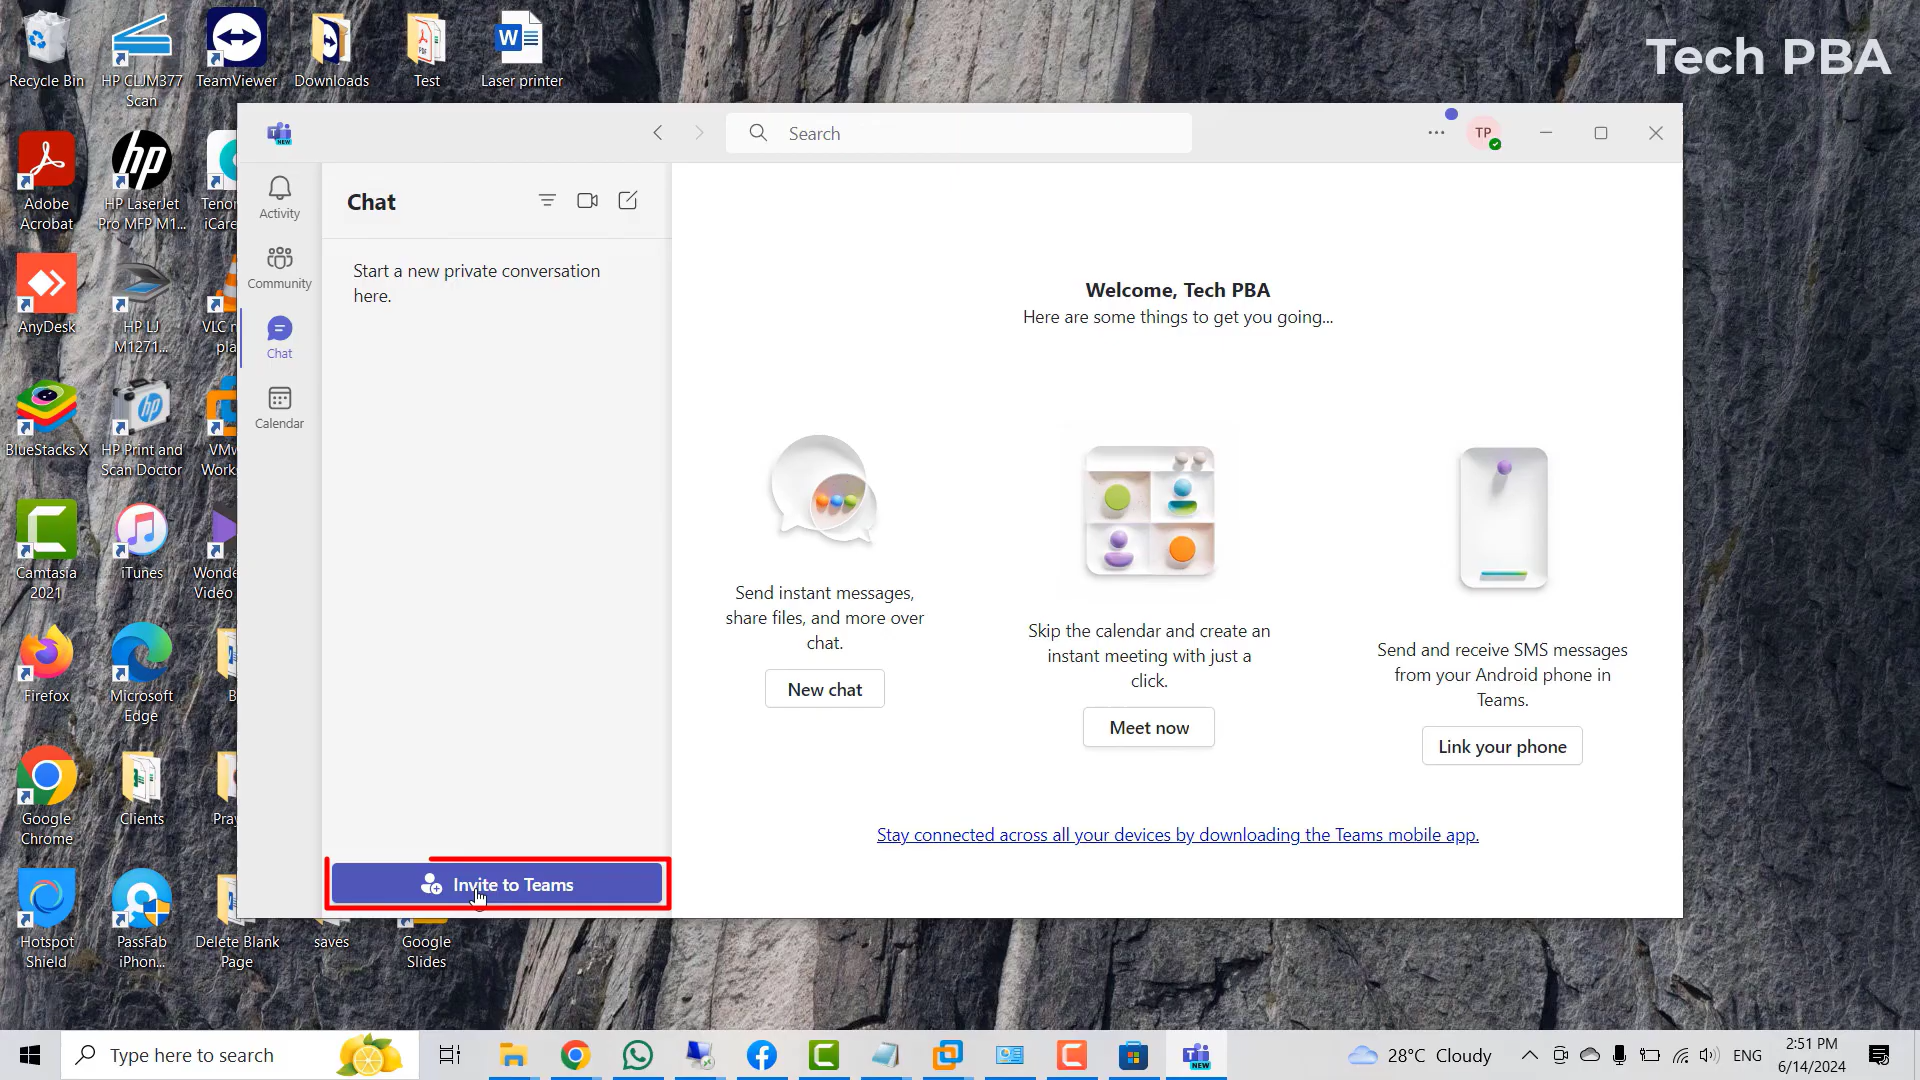 Recycle Bin
HP CLJM377
Scan
TeamViewer
Downloads
Test
Laser printer
Tech PBA
Search
TP
Adobe
Acrobat
HP LaserJet
Pro MFP M1...
iCare
Activity
Chat
Community
Start a new private conversation
here.
Welcome, Tech PBA
Here are some things to get you going...
AnyDesk
HP LJ
M1271...
Chat
Calendar
BlueStacks X
HP Print and
Scan Doctor
Camtasia
2021
iTunes
Send instant messages,
share files, and more over
chat.
New chat
Skip the calendar and create an
instant meeting with just a
click.
Meet now
Send and receive SMS messages
from your Android phone in
Teams.
Link your phone
Firefox
Microsoft
Edge
Google
Chrome
Clients
Stay connected across all your devices by downloading the Teams mobile app.
Invite to Teams
Hotspot
Shield
PassFab
iPhon...
Delete Blank
Page
saves
Google
Slides
Type here to search
NEW
28°C Cloudy
ENG
2:51 PM
6/14/2024